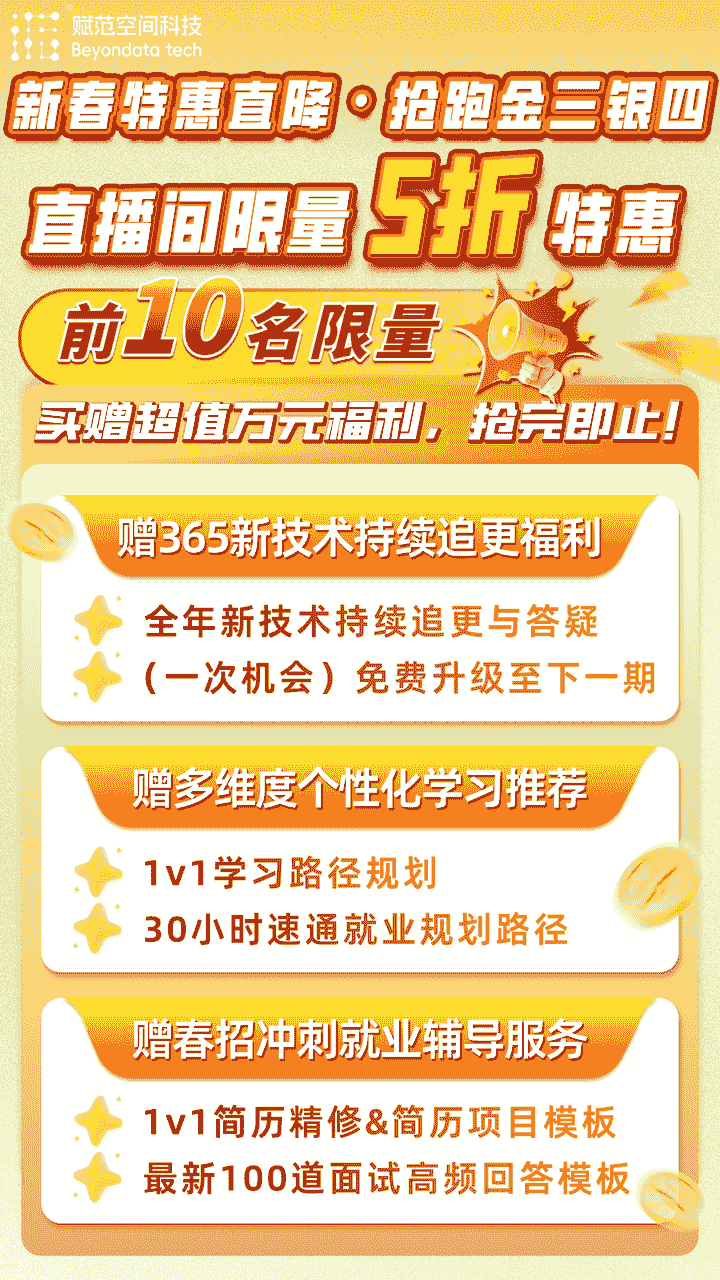 赋范空间科技
Beyondata tech
新春特惠直降·抢跑金三银四
直播间限量5折特惠
前10名限量
买赠超值万元福利，抢完即止！
赠365新技术持续追更福利
全年新技术持续追更与答疑
（一次机会）免费升级至下一期
赠多维度个性化学习推荐
1v1学习路径规划
30小时速通就业规划路径
赠春招冲刺就业辅导服务
1v1简历精修&简历项目模板
最新100道面试高频回答模板